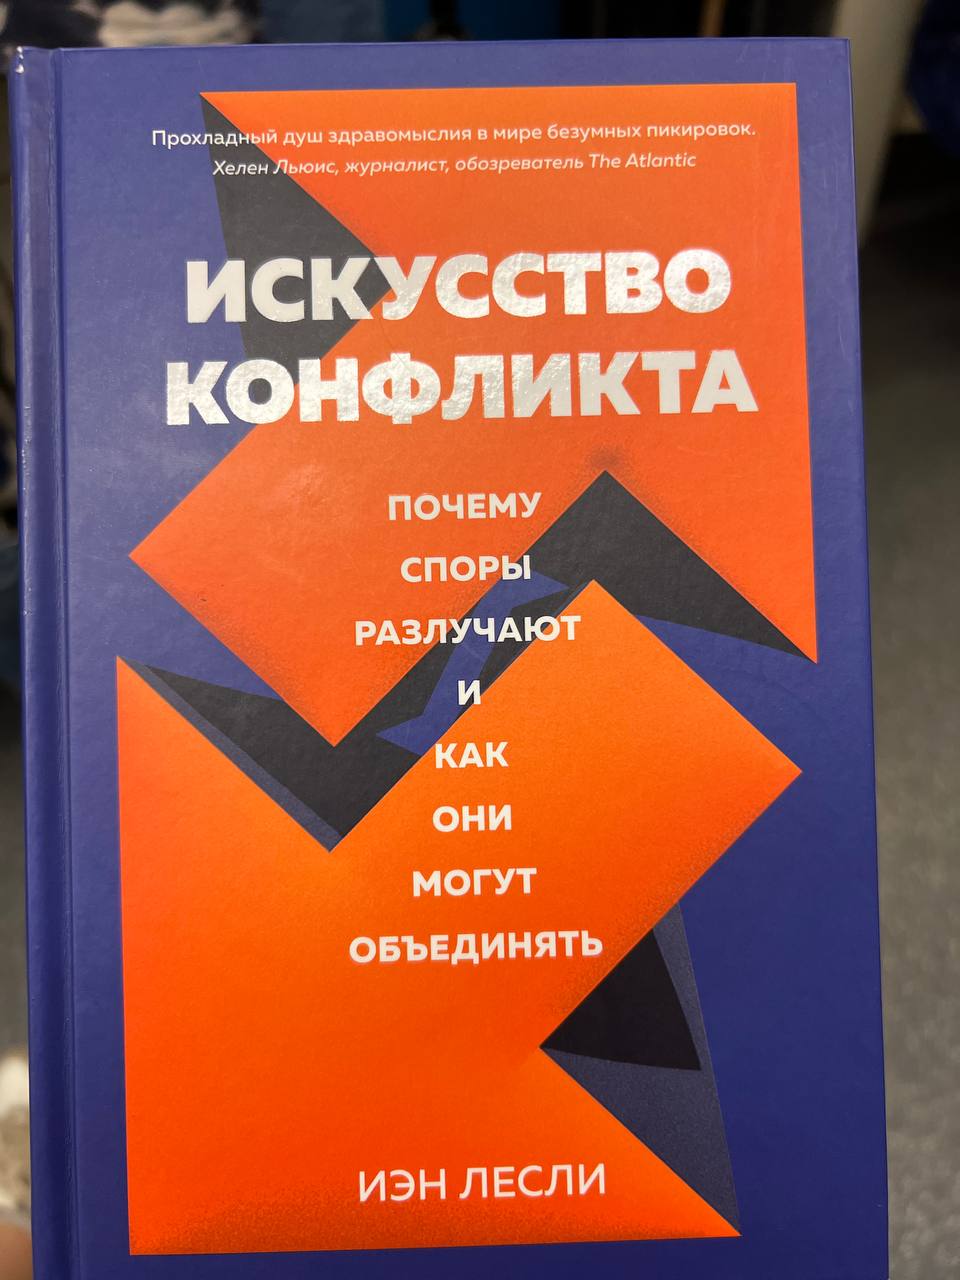 Прохладный душ здравомыслия в мире безумных пикировок.
Хелен Льюис, журналист, обозреватель The Atlantic
ИСКУССТВО
КОНФЛИКТА
ПОЧЕМУ
СПОРЫ
РАЗЛУЧАЮТ
И
КАК
ОНИ
МОГУТ
ОБЪЕДИНЯТЬ
ИЭН ЛЕСЛИ